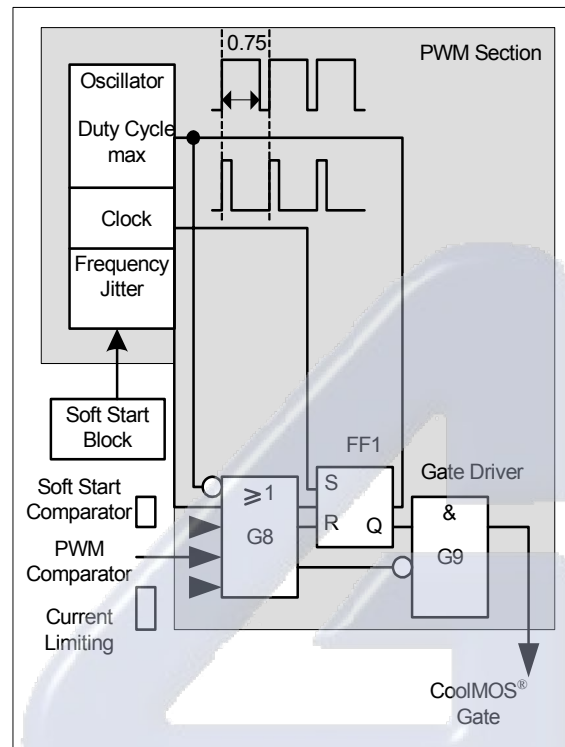 0.75
PWM Section
Oscillator
Duty Cycle
max
Clock
Frequency
Jitter
Soft Start
Block
FF1
Gate Driver
Soft Start
Comparator
≥1
G8
S
R
Q
&
G9
PWM
Comparator
Current
Limiting
CoolMOS®
Gate